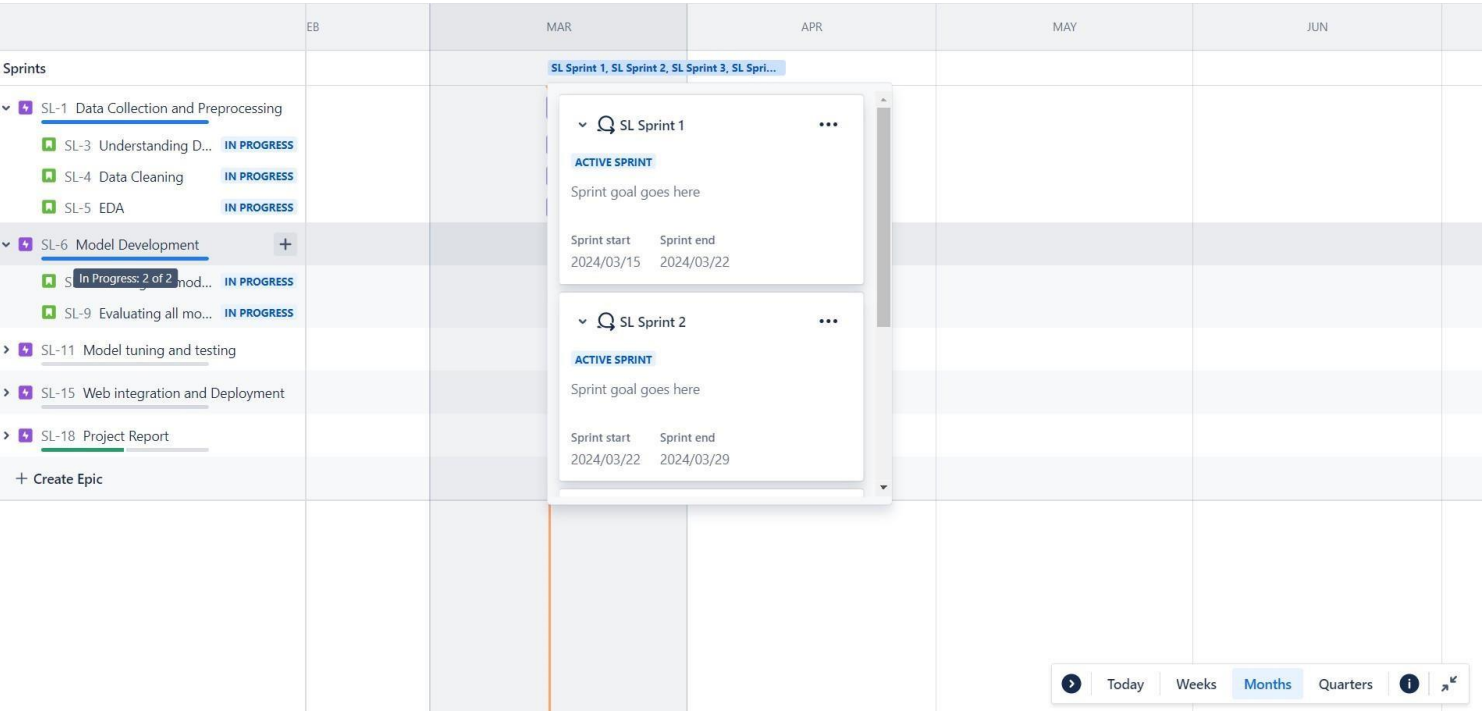 EB
MAR
APR
MAY
JUN
Sprints
SL Sprint 1, SL Sprint 2, SL Sprint 3, SL Spri...
SL-1 Data Collection and Preprocessing
SL-3 Understanding D... IN PROGRESS
SL-4 Data Cleaning IN PROGRESS
SL-5 EDA IN PROGRESS
SL-6 Model Development
In Progress: 2 of 2
mod... IN PROGRESS
SL-9 Evaluating all mo... IN PROGRESS
SL-11 Model tuning and testing
SL-15 Web integration and Deployment
SL-18 Project Report
+ Create Epic
SL Sprint 1
ACTIVE SPRINT
Sprint goal goes here
Sprint start Sprint end
2024/03/15 2024/03/22
SL Sprint 2
ACTIVE SPRINT
Sprint goal goes here
Sprint start Sprint end
2024/03/22 2024/03/29
Today Weeks Months Quarters